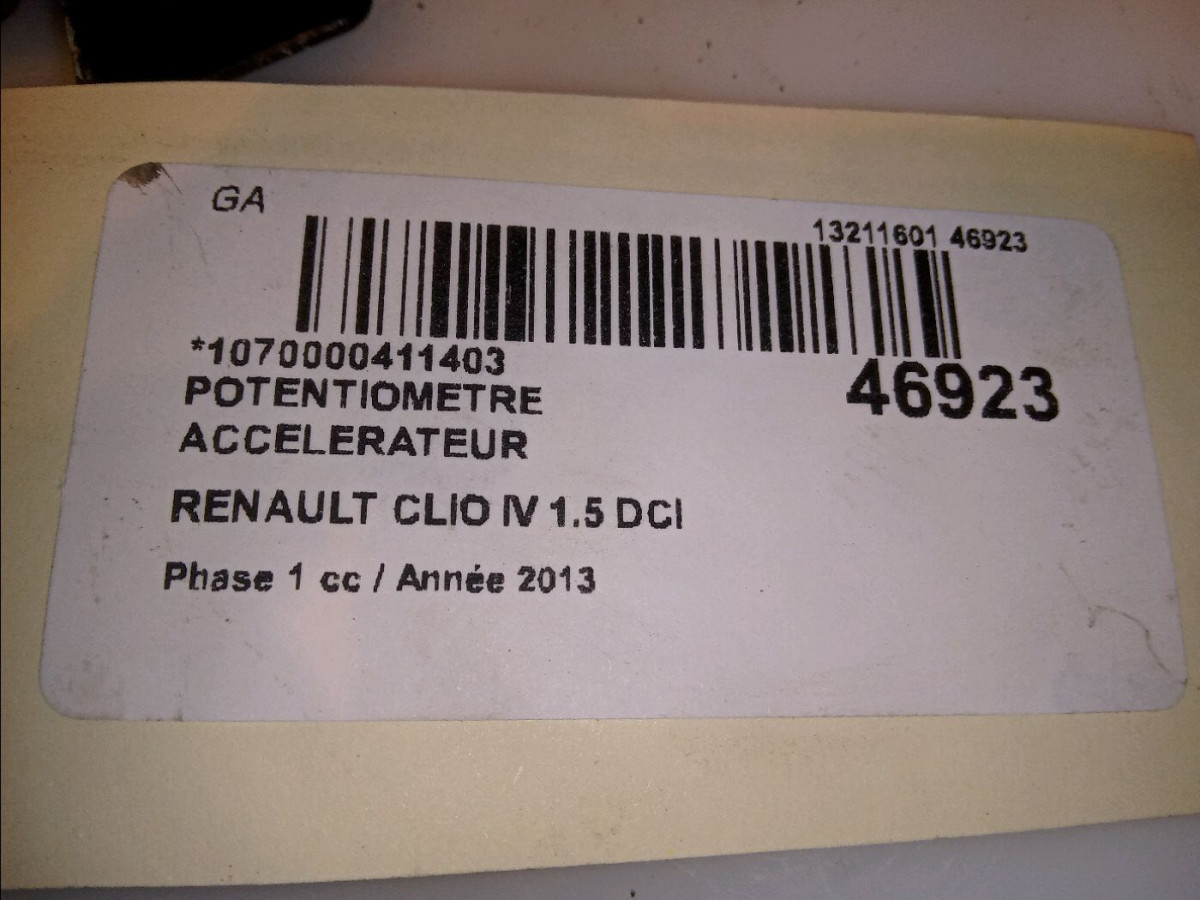 GA
13211601 46923
*1070000411403
46923
POTENTIOMETRE
ACCELERATEUR
RENAULT CLIO IV 1.5 DCI
Phase 1 cc / Année 2013